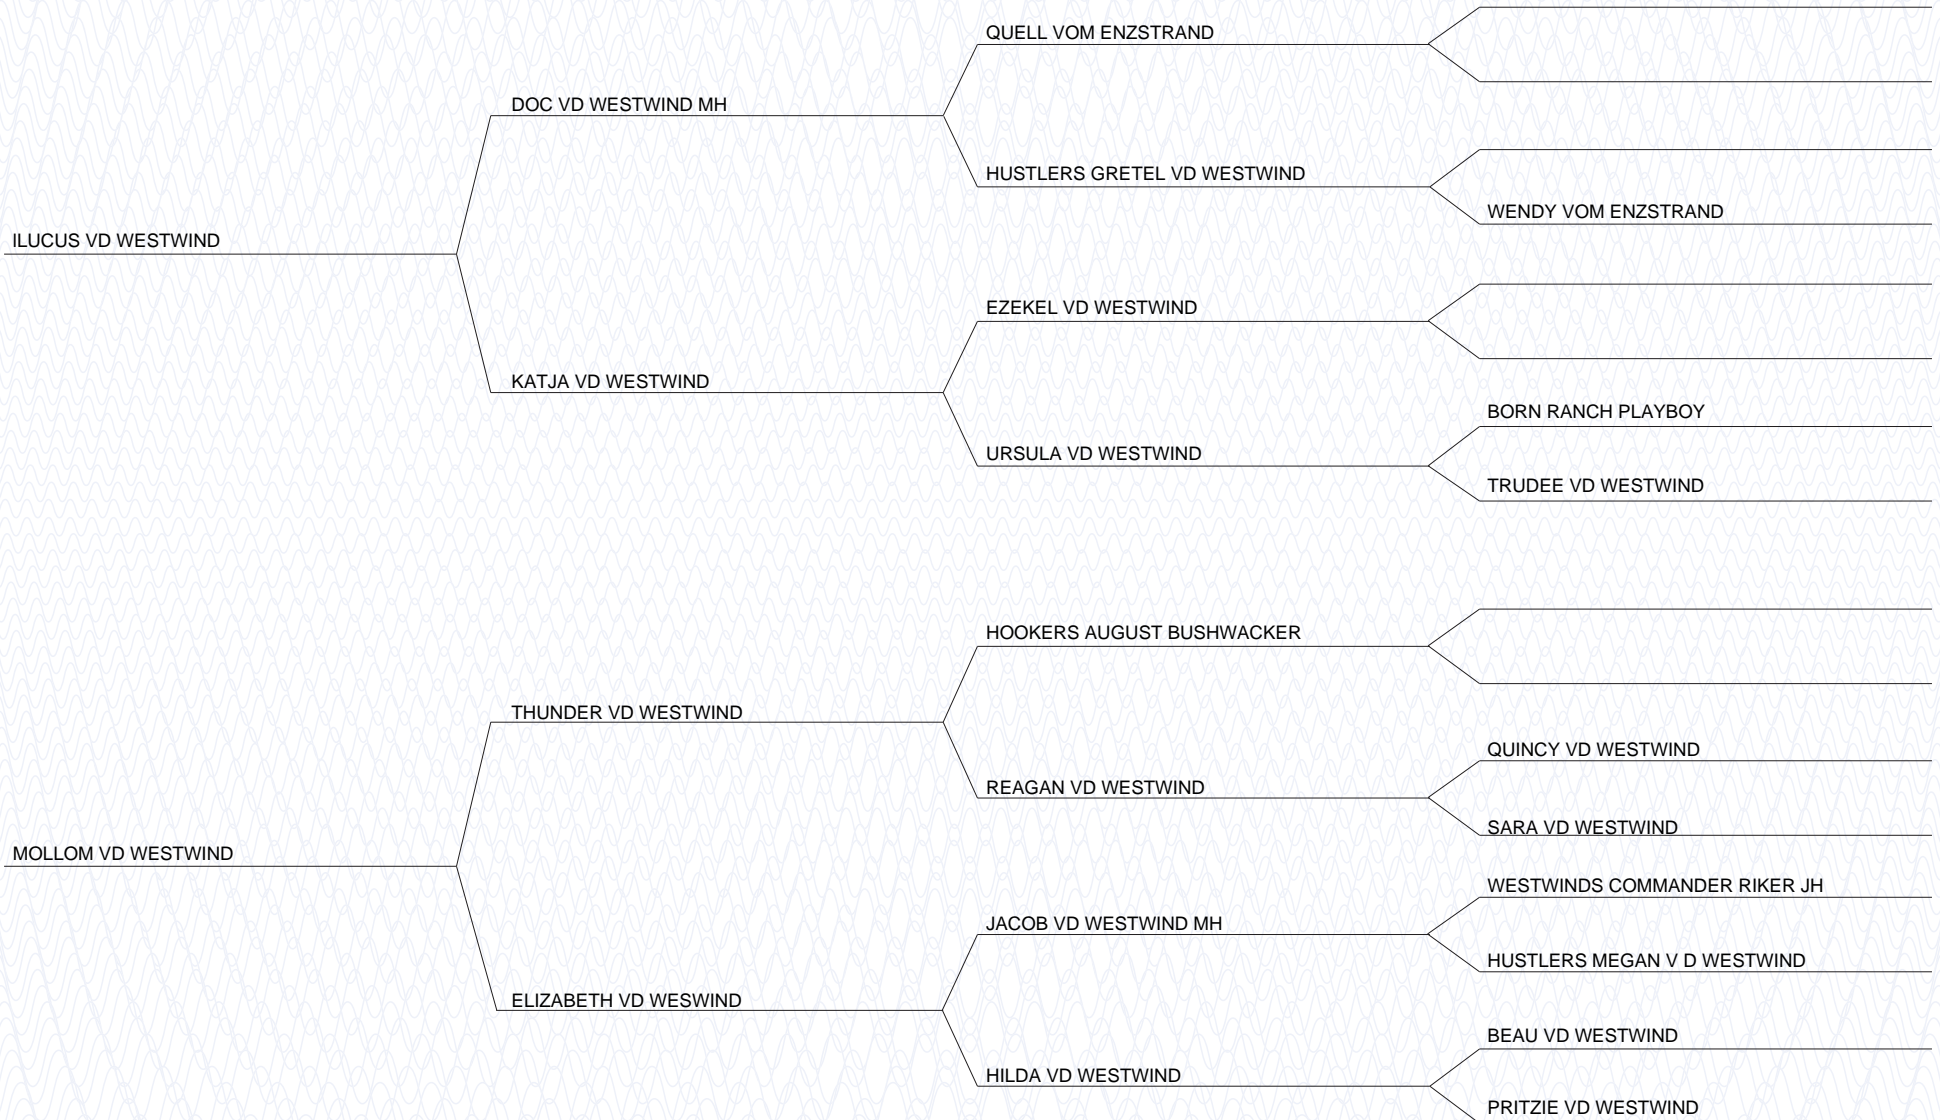 QUELL VOM ENZSTRAND
DOC VD WESTWIND MH
HUSTLERS GRETEL VD WESTWIND
WENDY VOM ENZSTRAND
ILUCUS VD WESTWIND
EZEKEL VD WESTWIND
KATJA VD WESTWIND
BORN RANCH PLAYBOY
URSULA VD WESTWIND
TRUDEE VD WESTWIND
HOOKERS AUGUST BUSHWACKER
THUNDER VD WESTWIND
QUINCY VD WESTWIND
REAGAN VD WESTWIND
SARA VD WESTWIND
MOLLOM VD WESTWIND
WESTWINDS COMMANDER RIKER JH
JACOB VD WESTWIND MH
HUSTLERS MEGAN V D WESTWIND
ELIZABETH VD WESWIND
BEAU VD WESTWIND
HILDA VD WESTWIND
PRITZIE VD WESTWIND